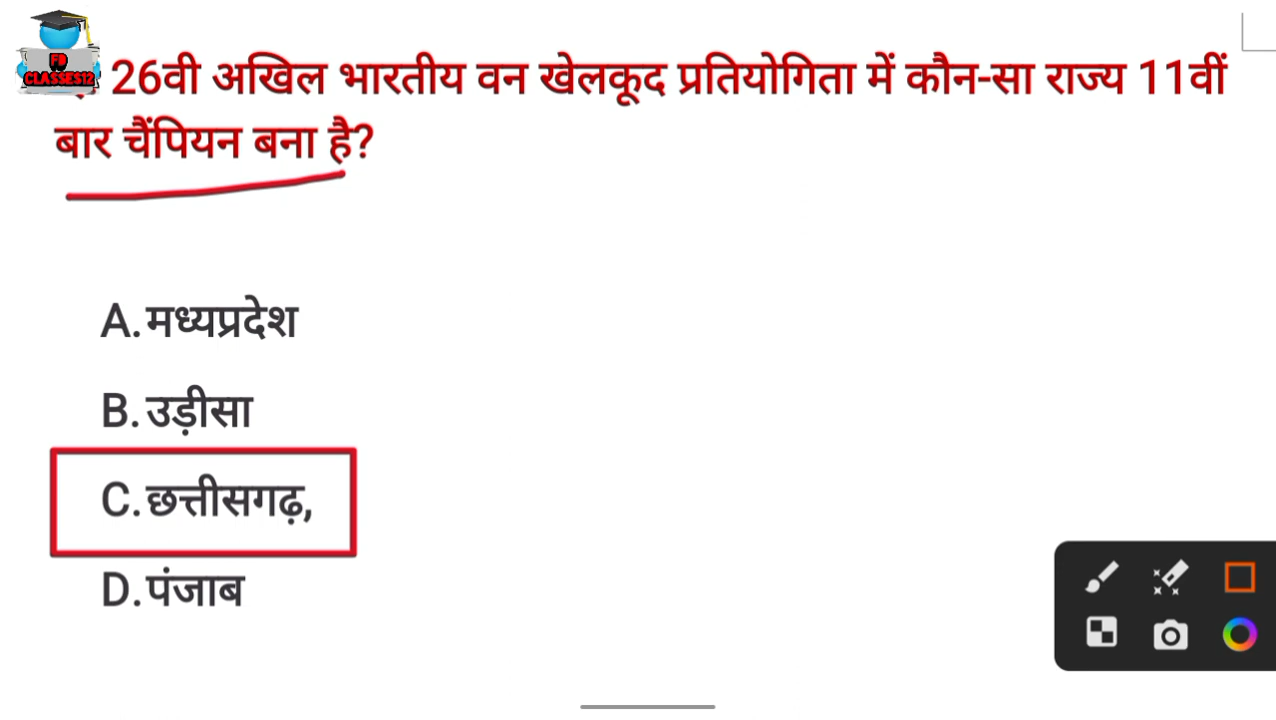 FD
CLASSES12
26वी अखिल भारतीय वन खेलकूद प्रतियोगिता में कौन-सा राज्य 11वीं
बार चैंपियन बना है?
A. मध्यप्रदेश
B. उड़ीसा
C. छत्तीसगढ़,
D. पंजाब